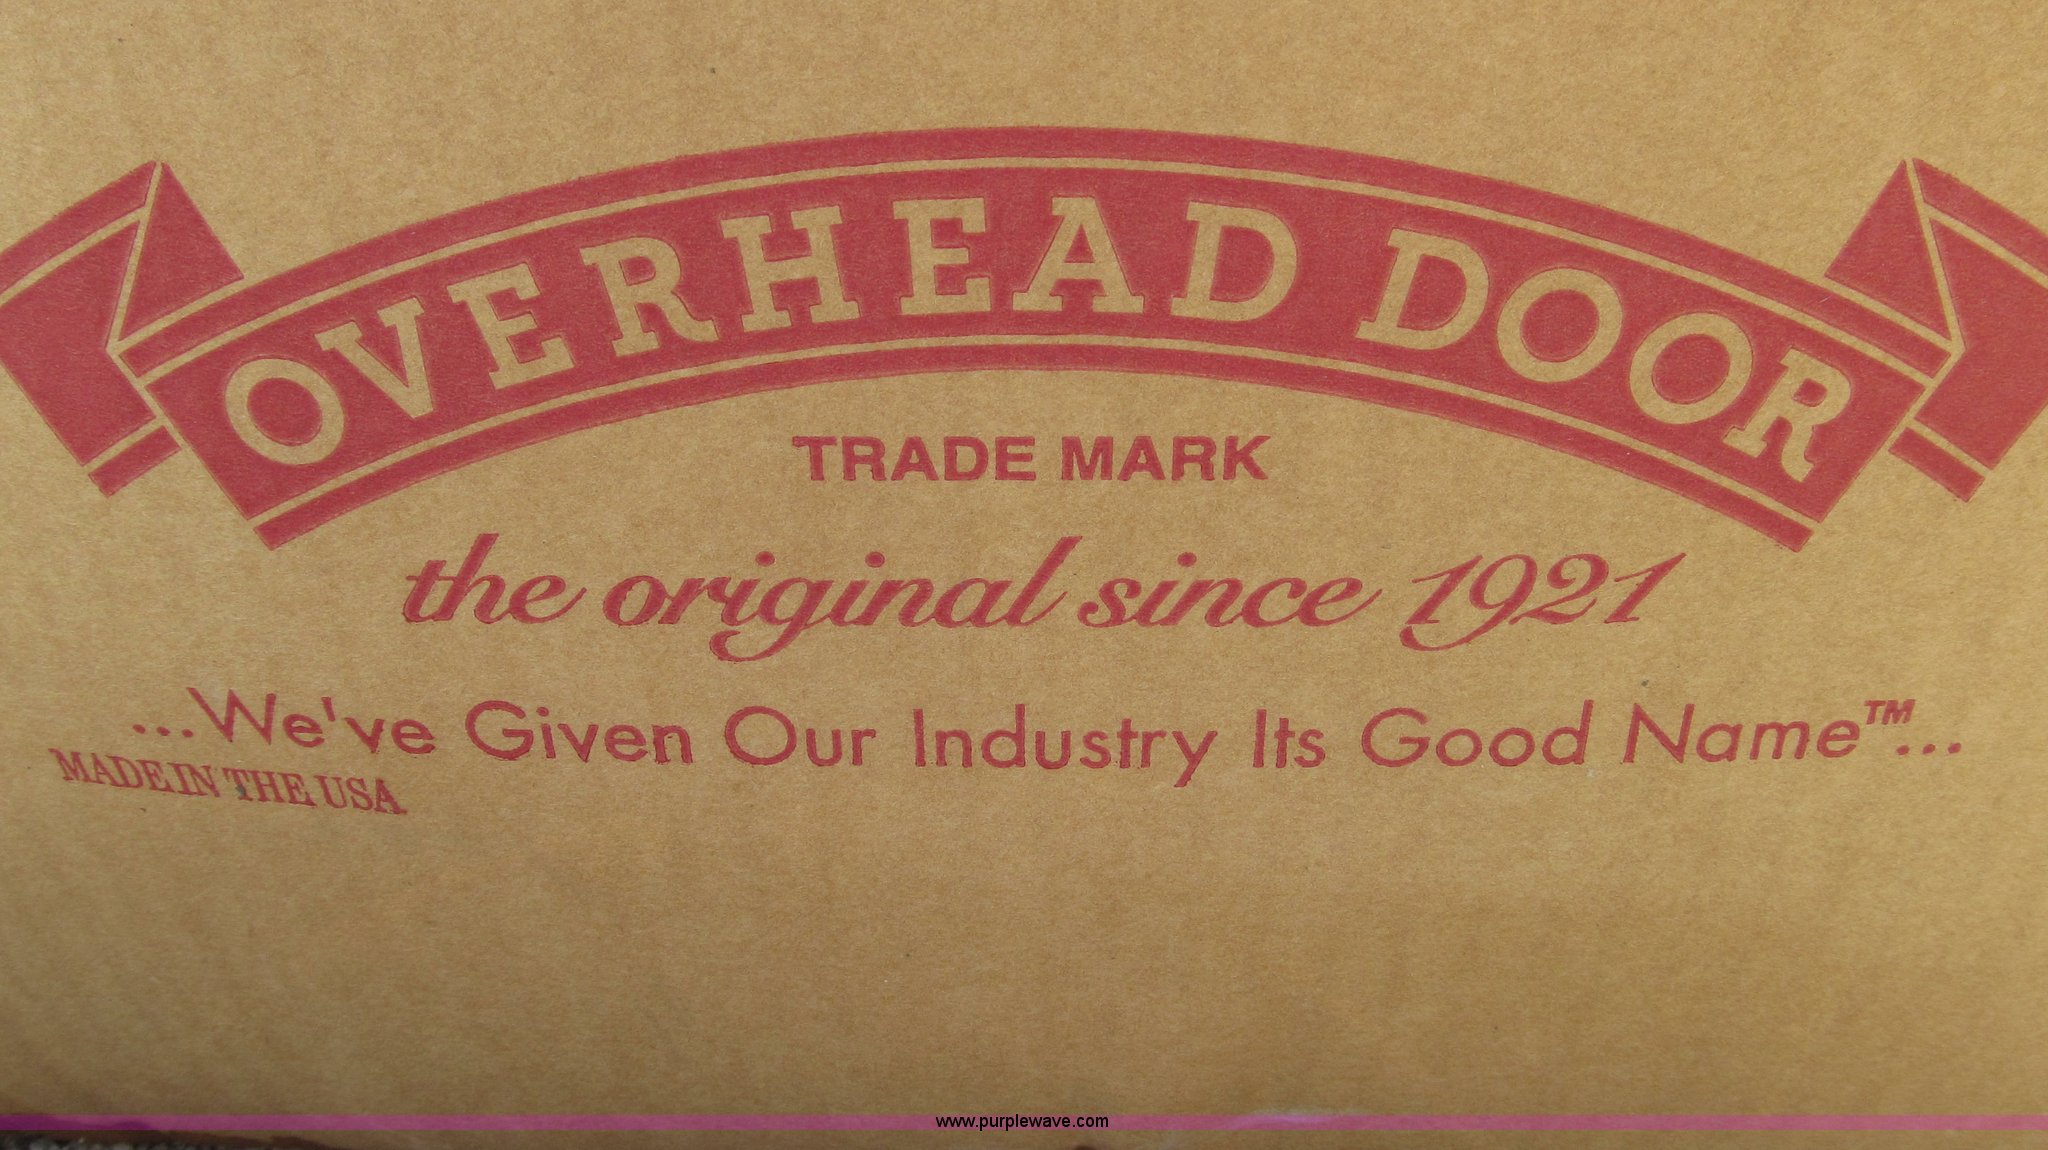 OVERHEAD DOOR
TRADE MARK
the original since 1921
...We've Given Our Industry Its Good Name™...
MADE IN THE USA
www.purplewave.com